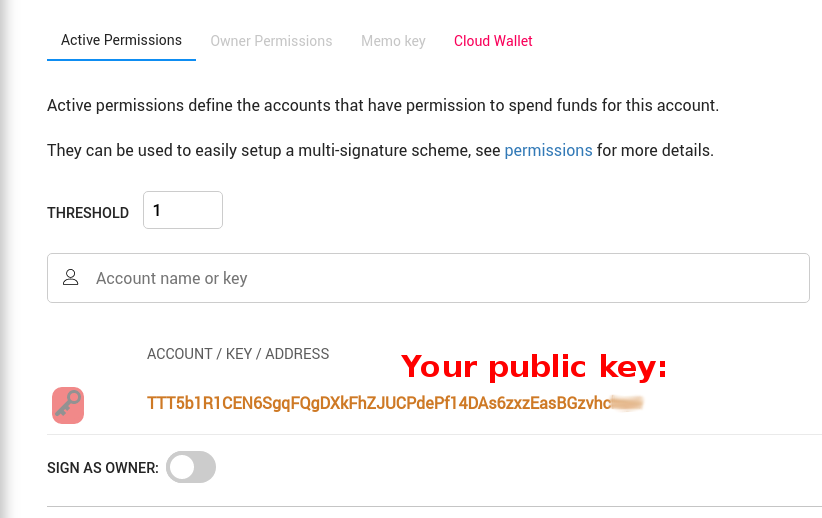 Active Permissions Owner Permissions Memo key Cloud Wallet
Active permissions define the accounts that have permission to spend funds for this account.
They can be used to easily setup a multi-signature scheme, see permissions for more details.
THRESHOLD 1
Account name or key
ACCOUNT / KEY / ADDRESS
Your public key:
TTT5b1R1CEN6SgqFQgDXkFhZJUCPdePf14DAs6zxzEasBGzvhc
SIGN AS OWNER: